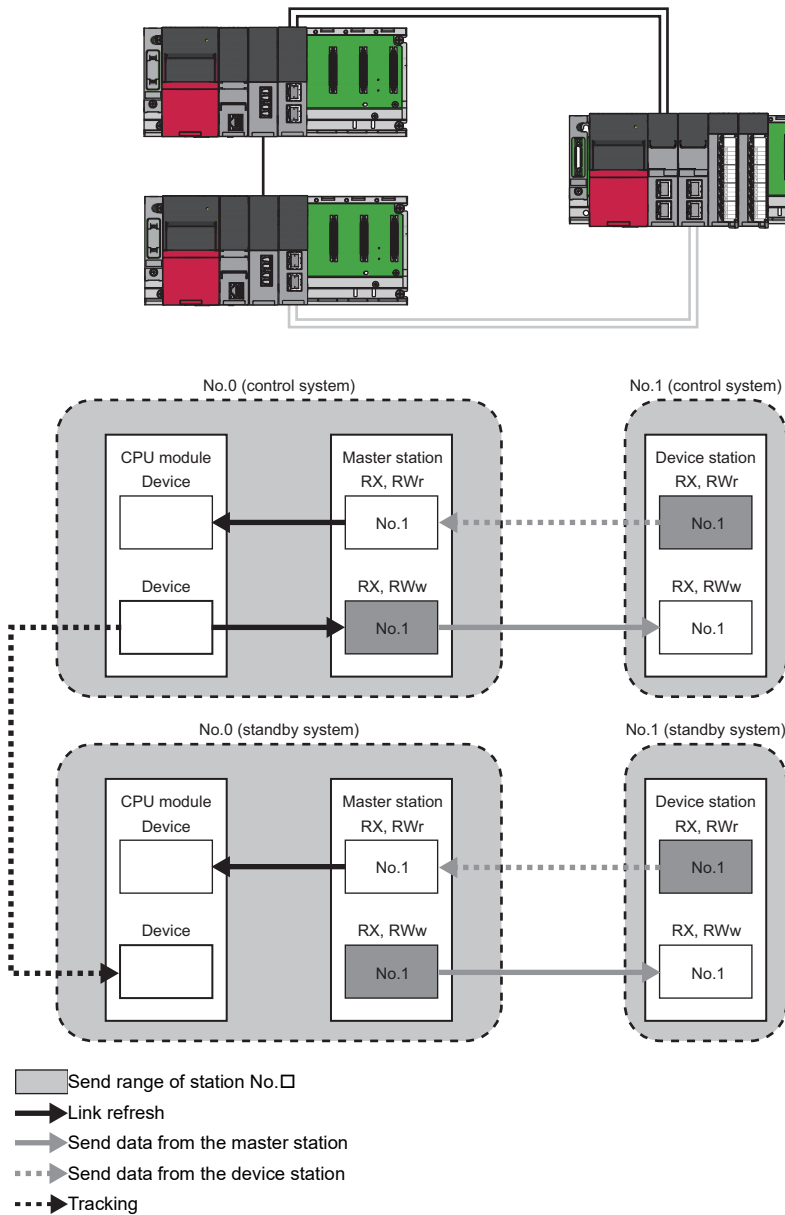 No.0 (control system)
No.1 (control system)
CPU module
Device
Master station
RX, RWr
No.1
Device station
RX, RWr
No.1
Device
RX, RWw
No.1
RX, RWw
No.1
No.0 (standby system)
No.1 (standby system)
CPU module
Device
Master station
RX, RWr
No.1
Device station
RX, RWr
No.1
Device
RX, RWw
No.1
RX, RWw
No.1
Send range of station No.□
Link refresh
Send data from the master station
Send data from the device station
Tracking